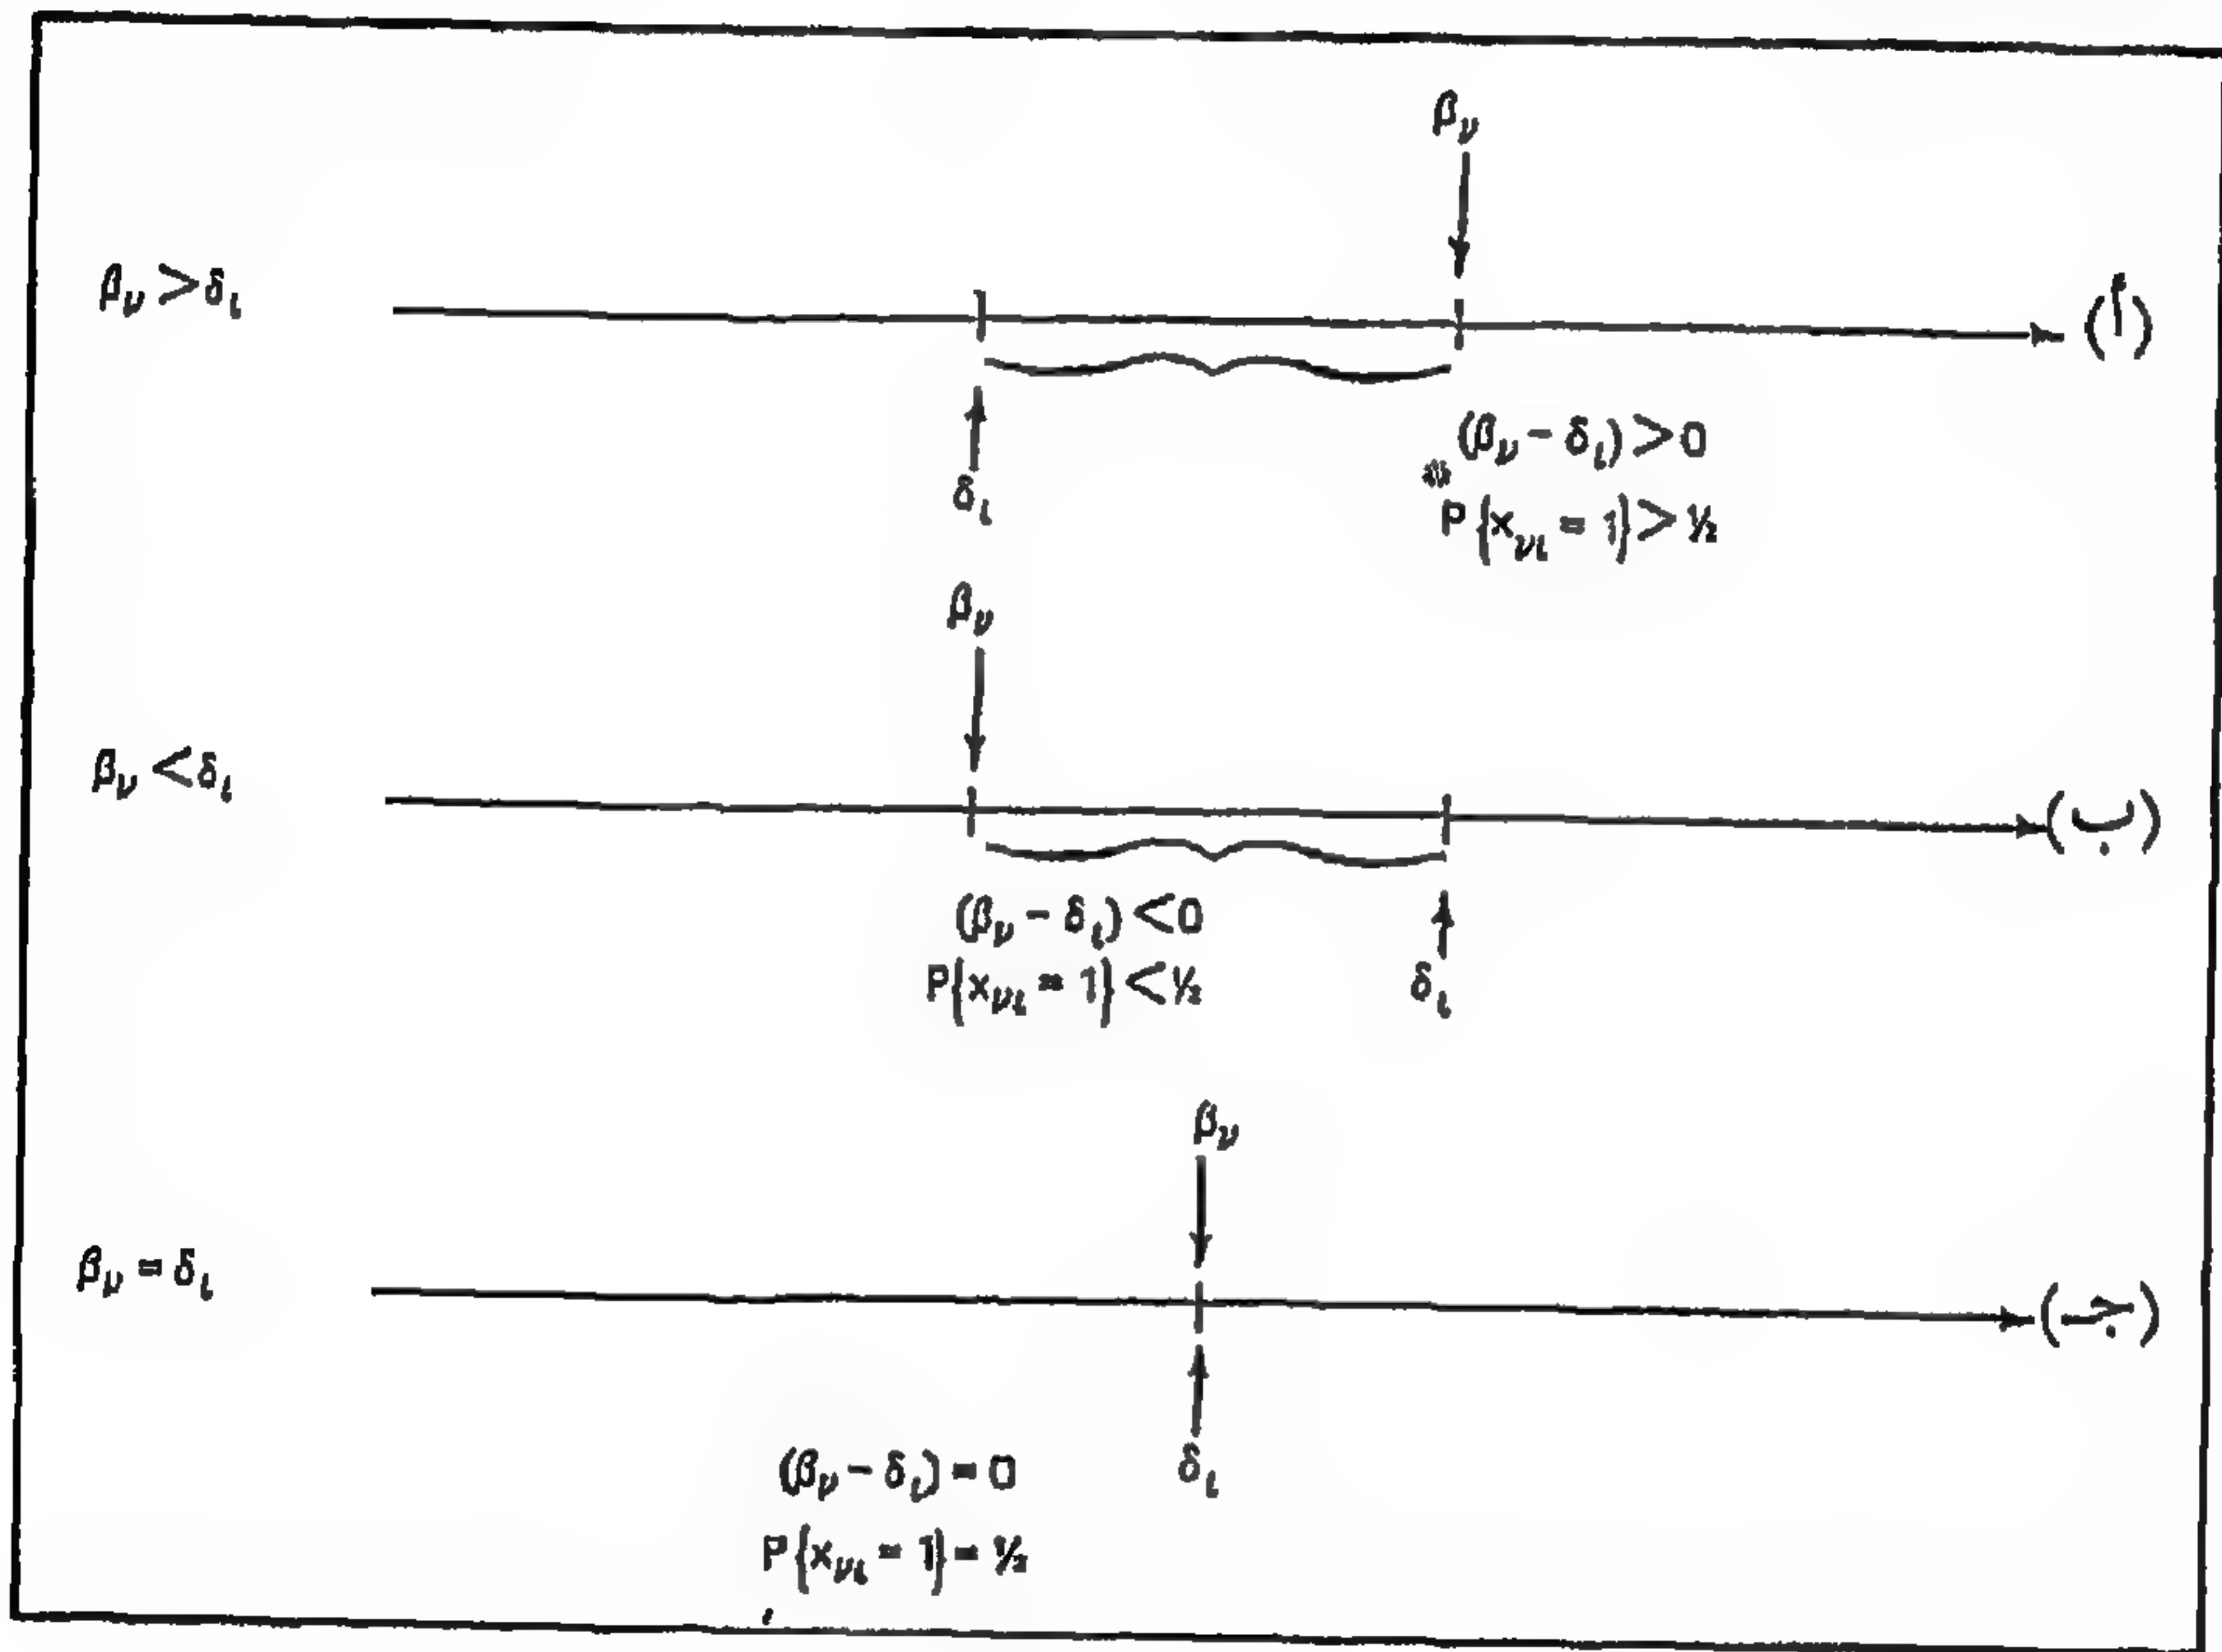 β_ν
β_ν > δ_ι
(أ)
δ_ι
(β_ν - δ_ι) > 0
P{x_νι = 1} > ½
β_ν
β_ν < δ_ι
(ب)
(β_ν - δ_ι) < 0
P{x_νι = 1} < ½
δ_ι
β_ν
β_ν = δ_ι
(جـ)
δ_ι
(β_ν - δ_ι) = 0
P{x_νι = 1} = ½